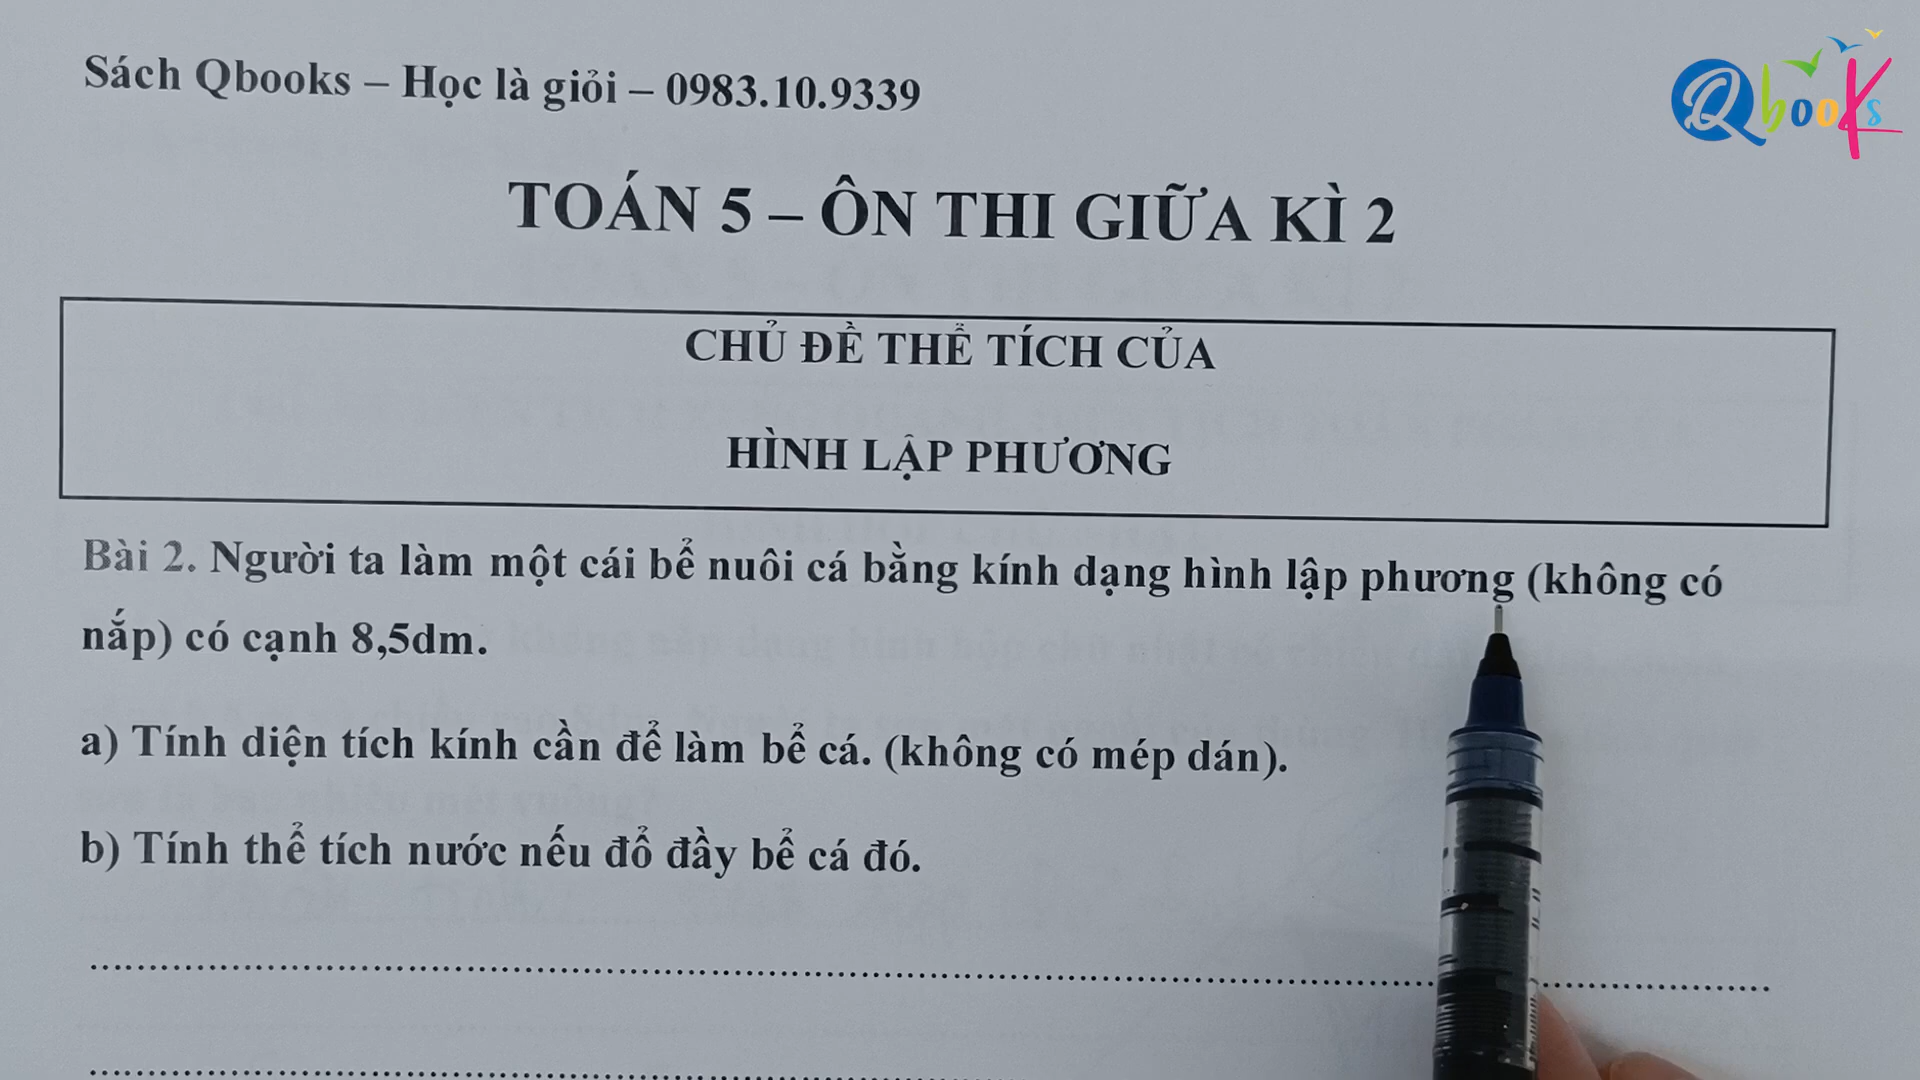 Sách Qbooks – Học là giỏi – 0983.10.9339
Qbooks
TOÁN 5 – ÔN THI GIỮA KÌ 2
CHỦ ĐỀ THỂ TÍCH CỦA
HÌNH LẬP PHƯƠNG
Bài 2. Người ta làm một cái bể nuôi cá bằng kính dạng hình lập phương (không có
nắp) có cạnh 8,5dm.
a) Tính diện tích kính cần để làm bể cá. (không có mép dán).
b) Tính thể tích nước nếu đổ đầy bể cá đó.